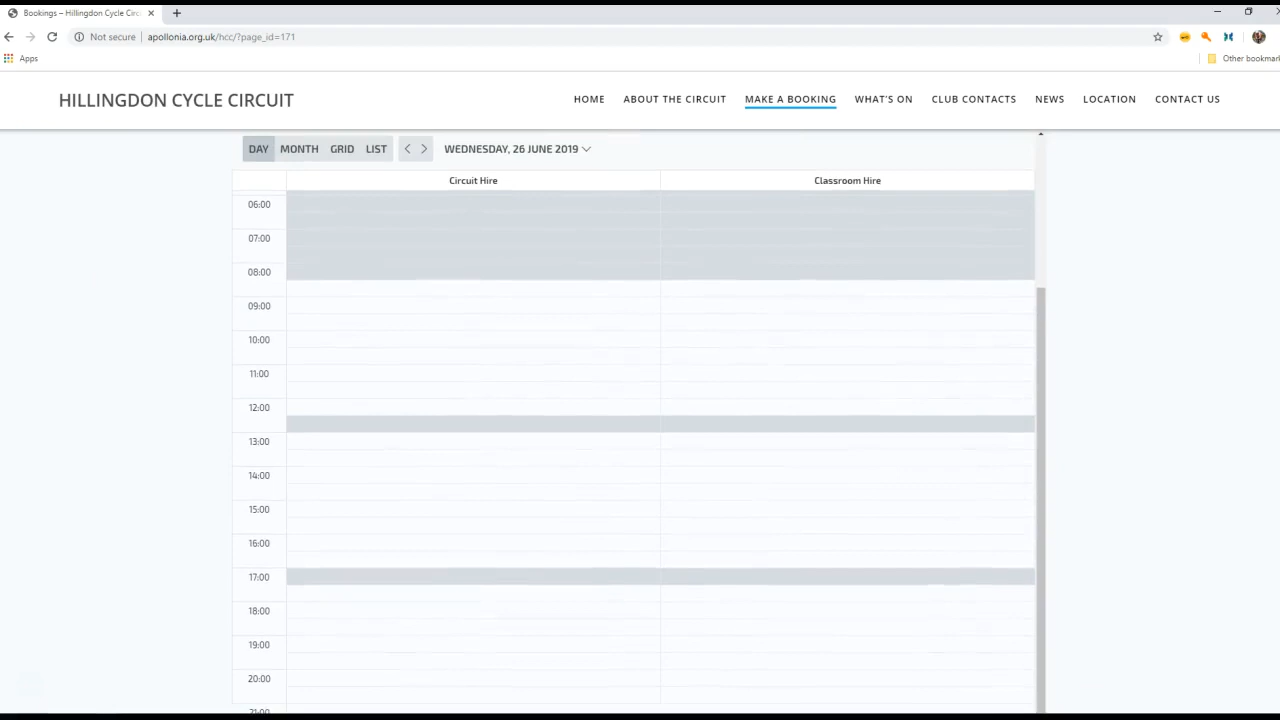 Bookings – Hillingdon Cycle Circ
Not secure apollonia.org.uk/hcc/?page_id=171
Apps Other bookmar
HILLINGDON CYCLE CIRCUIT HOME ABOUT THE CIRCUIT MAKE A BOOKING WHAT'S ON CLUB CONTACTS NEWS LOCATION CONTACT US
DAY MONTH GRID LIST < > WEDNESDAY, 26 JUNE 2019
Circuit Hire Classroom Hire
06:00
07:00
08:00
09:00
10:00
11:00
12:00
13:00
14:00
15:00
16:00
17:00
18:00
19:00
20:00
21:00